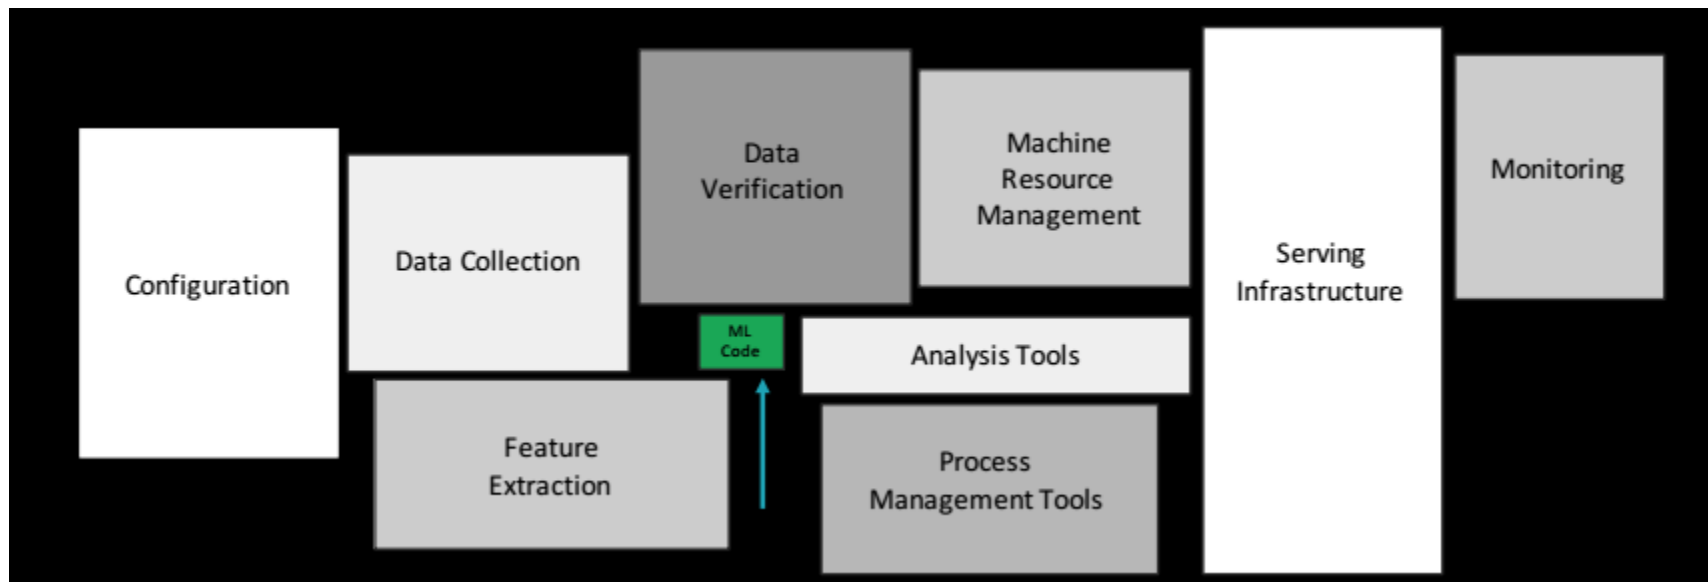 Configuration
Data Collection
Feature
Extraction
Data
Verification
ML
Code
Machine
Resource
Management
Analysis Tools
Process
Management Tools
Serving
Infrastructure
Monitoring